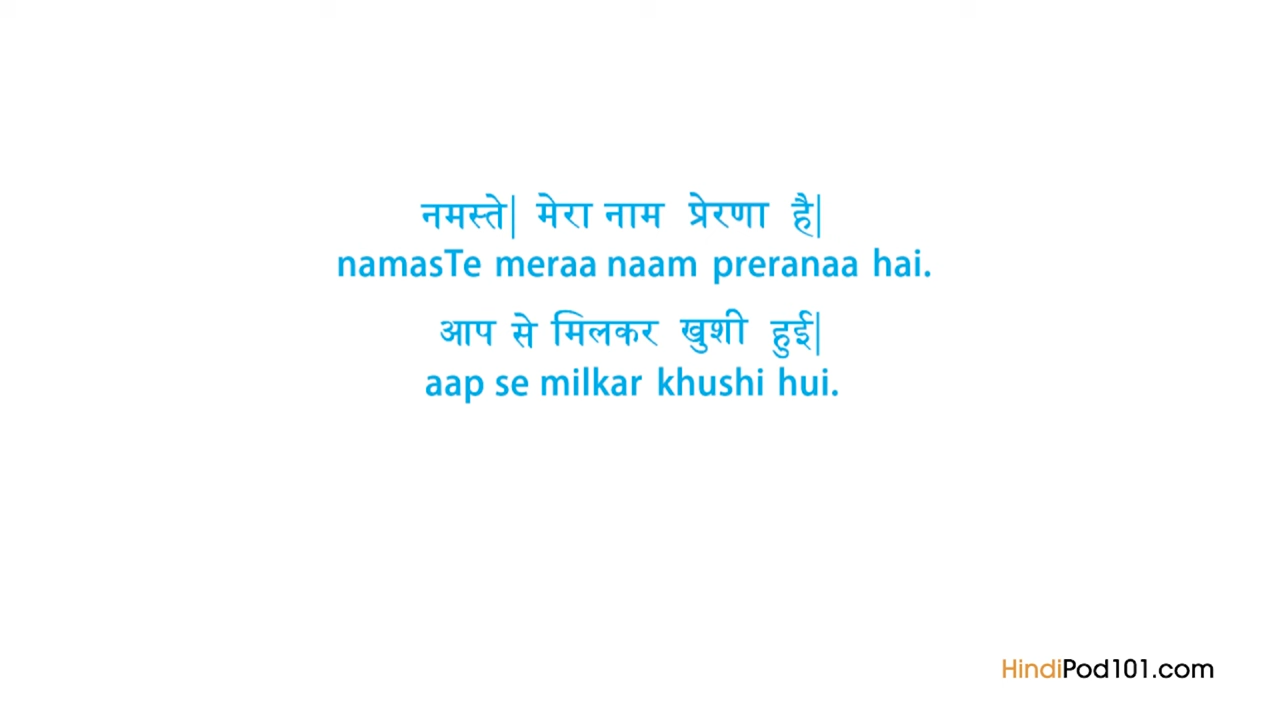 नमस्ते| मेरा नाम प्रेरणा है|
namasTe meraa naam preranaa hai.
आप से मिलकर खुशी हुई|
aap se milkar khushi hui.
HindiPod101.com